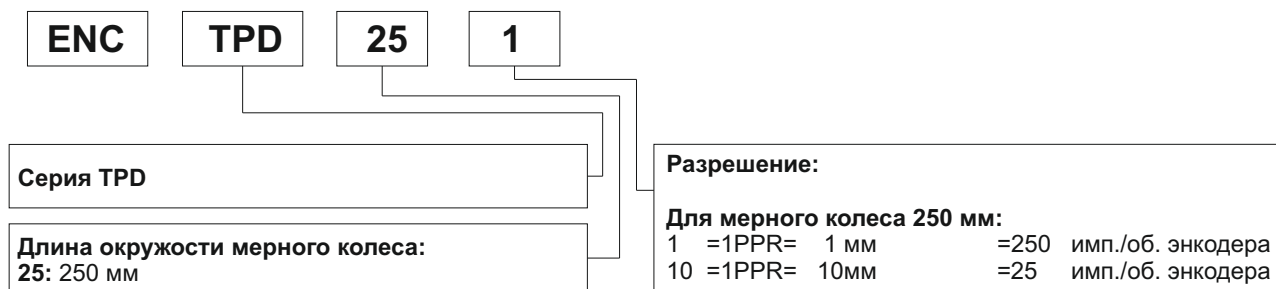 ENC TPD 25 1
Серия TPD
Длина окружости мерного колеса:
25: 250 мм
Разрешение:
Для мерного колеса 250 мм:
1 =1PPR= 1 мм =250 имп./об. энкодера
10 =1PPR= 10мм =25 имп./об. энкодера